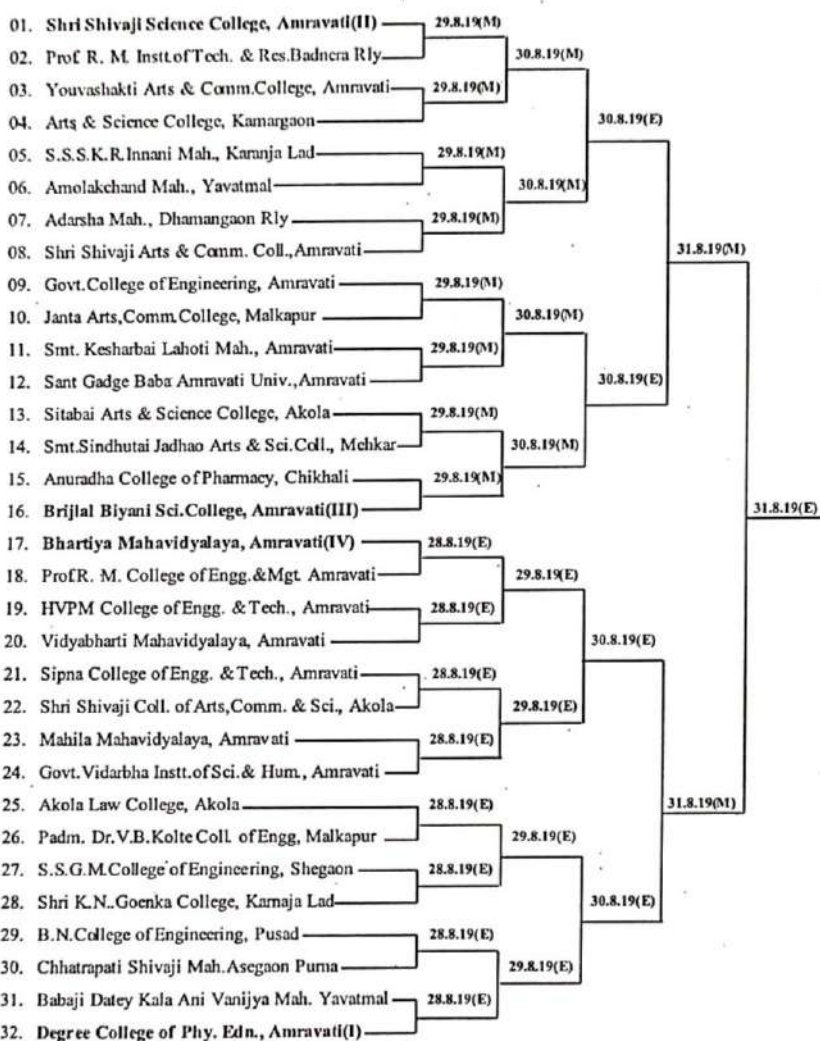 01. Shri Shivaji Science College, Amravati(II) 29.8.19(M)
30.8.19(M)
02. Prof R. M. Instt.of Tech. & Res.Badnera Rly
03. Youvashakti Arts & Comm.College, Amravati 29.8.19(M)
30.8.19(E)
04. Arts & Science College, Kamargaon
05. S.S.S.K.R.Innani Mah., Karanja Lad 29.8.19(M)
30.8.19(M)
06. Amolakchand Mah., Yavatmal
07. Adarsha Mah., Dhamangaon Rly 29.8.19(M)
31.8.19(M)
08. Shri Shivaji Arts & Comm. Coll.,Amravati
09. Govt.College of Engineering, Amravati 29.8.19(M)
30.8.19(M)
10. Janta Arts,Comm.College, Malkapur
11. Smt. Kesharbai Lahoti Mah., Amravati 29.8.19(M)
30.8.19(E)
12. Sant Gadge Baba Amravati Univ.,Amravati
13. Sitabai Arts & Science College, Akola 29.8.19(M)
30.8.19(M)
14. Smt.Sindhutai Jadhao Arts & Sci.Coll., Mehkar
15. Anuradha College of Pharmacy, Chikhali 29.8.19(M)
31.8.19(E)
16. Brijlal Biyani Sci.College, Amravati(III)
17. Bhartiya Mahavidyalaya, Amravati(IV) 28.8.19(E)
29.8.19(E)
18. Prof.R. M. College of Engg.&Mgt. Amravati
19. HVPM College of Engg. & Tech., Amravati 28.8.19(E)
30.8.19(E)
20. Vidyabharti Mahavidyalaya, Amravati
21. Sipna College of Engg. & Tech., Amravati 28.8.19(E)
29.8.19(E)
22. Shri Shivaji Coll. of Arts,Comm. & Sci., Akola
23. Mahila Mahavidyalaya, Amravati 28.8.19(E)
24. Govt.Vidarbha Instt.of Sci.& Hum., Amravati
25. Akola Law College, Akola 28.8.19(E)
31.8.19(M)
26. Padm. Dr.V.B.Kolte Coll. of Engg, Malkapur 29.8.19(E)
27. S.S.G.M.College of Engineering, Shegaon 28.8.19(E)
28. Shri K.N..Goenka College, Karnaja Lad 30.8.19(E)
29. B.N.College of Engineering, Pusad 28.8.19(E)
30. Chhatrapati Shivaji Mah.Asegaon Purna 29.8.19(E)
31. Babaji Datey Kala Ani Vanijya Mah. Yavatmal 28.8.19(E)
32. Degree College of Phy. Edn., Amravati(I)